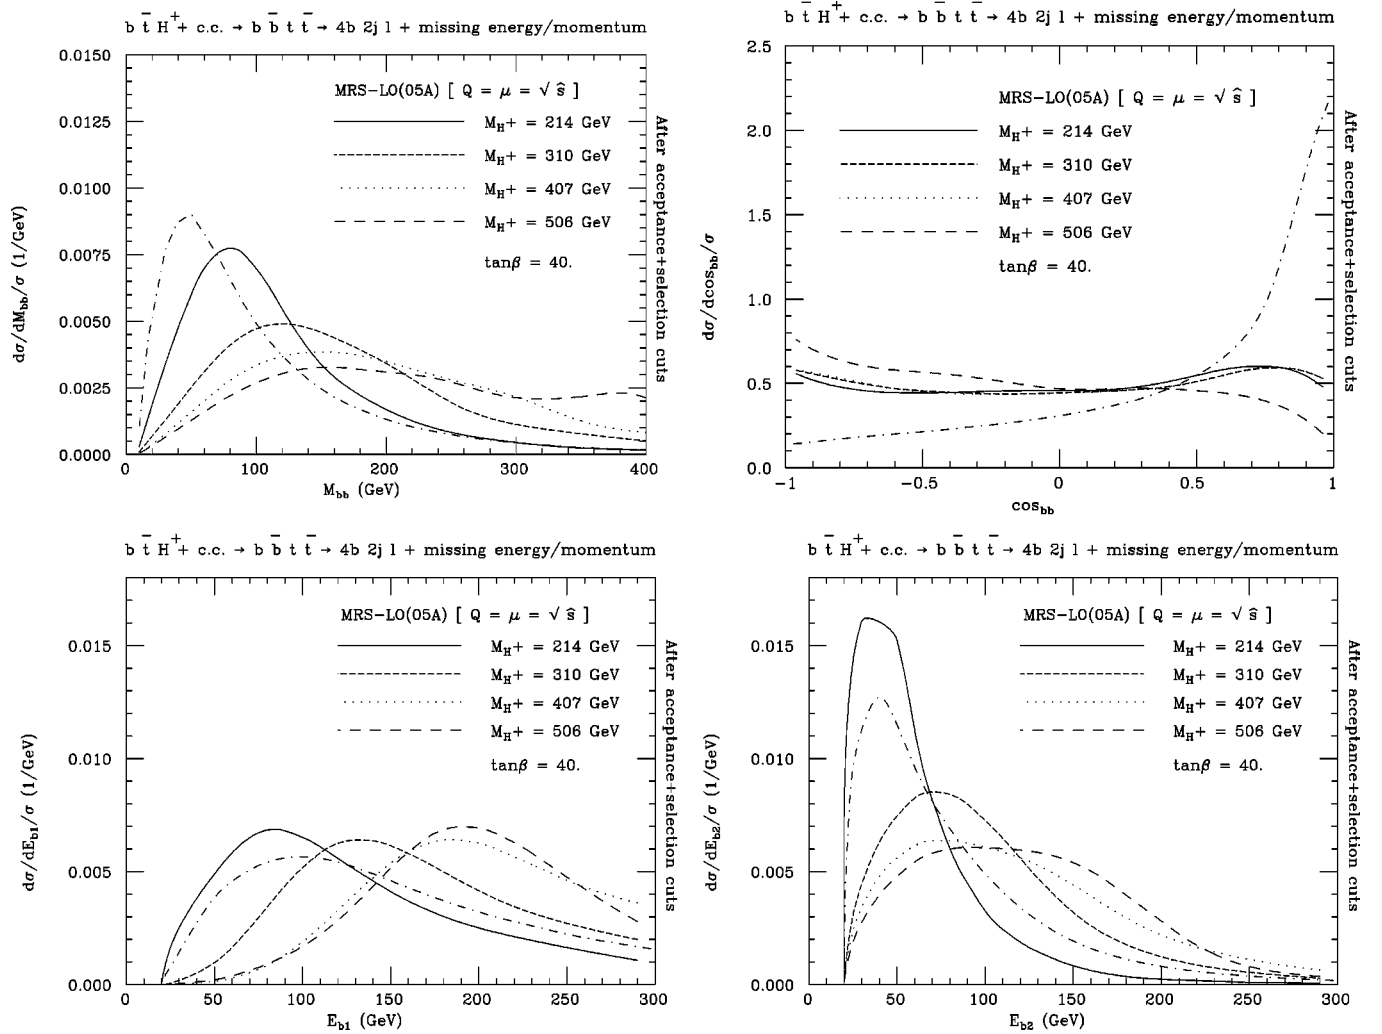 b t̄ H⁺+ c.c. → b b̄ t t̄ → 4b 2j l + missing energy/momentum
0.0150
0.0125
0.0100
0.0075
0.0050
0.0025
0.0000
dσ/dM_bb/σ (1/GeV)
MRS-LO(05A) [ Q = μ = √ŝ ]
M_H+ = 214 GeV
M_H+ = 310 GeV
M_H+ = 407 GeV
M_H+ = 506 GeV
tanβ = 40.
After acceptance+selection cuts
0 100 200 300 400
M_bb (GeV)
b t̄ H⁺+ c.c. → b b̄ t t̄ → 4b 2j l + missing energy/momentum
2.5
2.0
1.5
1.0
0.5
0.0
dσ/dcos_bb/σ
MRS-LO(05A) [ Q = μ = √ŝ ]
M_H+ = 214 GeV
M_H+ = 310 GeV
M_H+ = 407 GeV
M_H+ = 506 GeV
tanβ = 40.
After acceptance+selection cuts
-1 -0.5 0 0.5 1
cos_bb
b t̄ H⁺+ c.c. → b b̄ t t̄ → 4b 2j l + missing energy/momentum
0.015
0.010
0.005
0.000
dσ/dE_b1/σ (1/GeV)
MRS-LO(05A) [ Q = μ = √ŝ ]
M_H+ = 214 GeV
M_H+ = 310 GeV
M_H+ = 407 GeV
M_H+ = 506 GeV
tanβ = 40.
After acceptance+selection cuts
0 50 100 150 200 250 300
E_b1 (GeV)
b t̄ H⁺+ c.c. → b b̄ t t̄ → 4b 2j l + missing energy/momentum
0.015
0.010
0.005
0.000
dσ/dE_b2/σ (1/GeV)
MRS-LO(05A) [ Q = μ = √ŝ ]
M_H+ = 214 GeV
M_H+ = 310 GeV
M_H+ = 407 GeV
M_H+ = 506 GeV
tanβ = 40.
After acceptance+selection cuts
0 50 100 150 200 250 300
E_b2 (GeV)